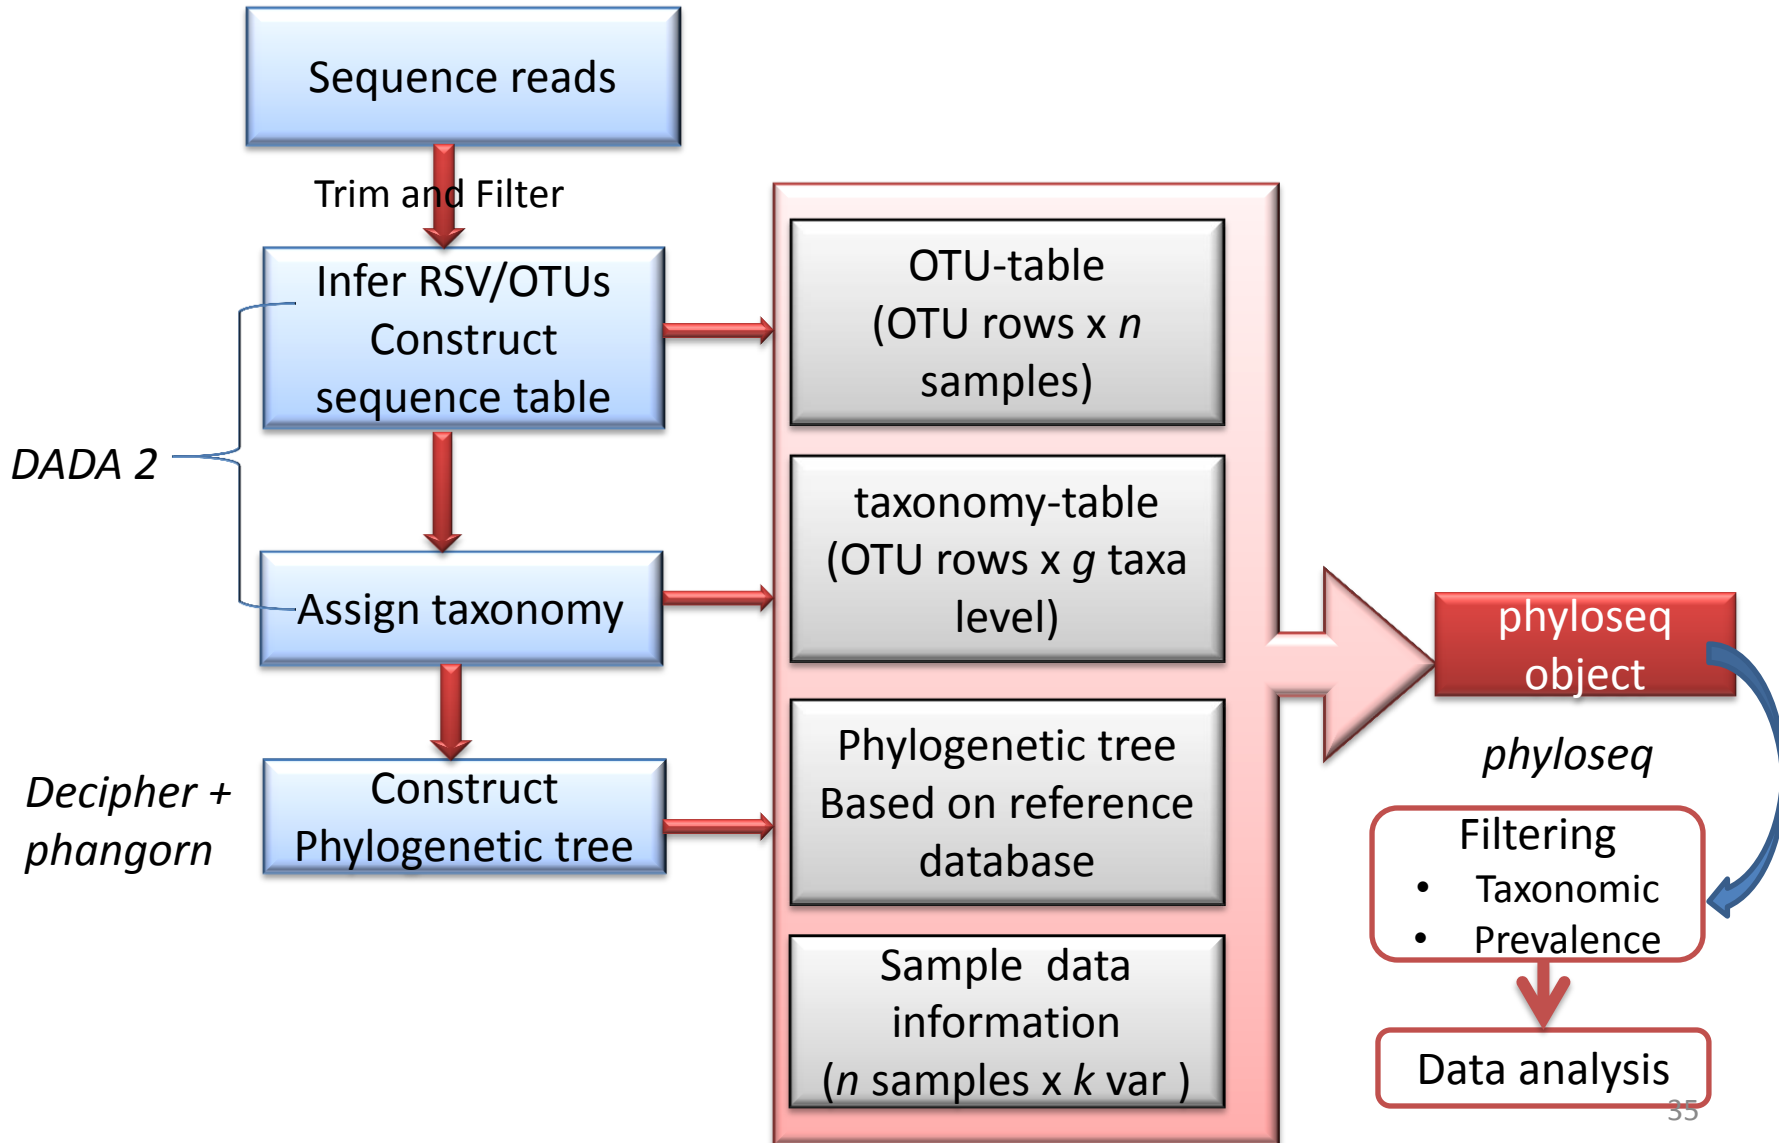 Sequence reads
Trim and Filter
Infer RSV/OTUs
Construct
sequence table
DADA 2
Assign taxonomy
Decipher +
phangorn
Construct
Phylogenetic tree
OTU-table
(OTU rows x n
samples)
taxonomy-table
(OTU rows x g taxa
level)
Phylogenetic tree
Based on reference
database
Sample data
information
(n samples x k var )
phyloseq
object
phyloseq
Filtering
• Taxonomic
• Prevalence
Data analysis
35